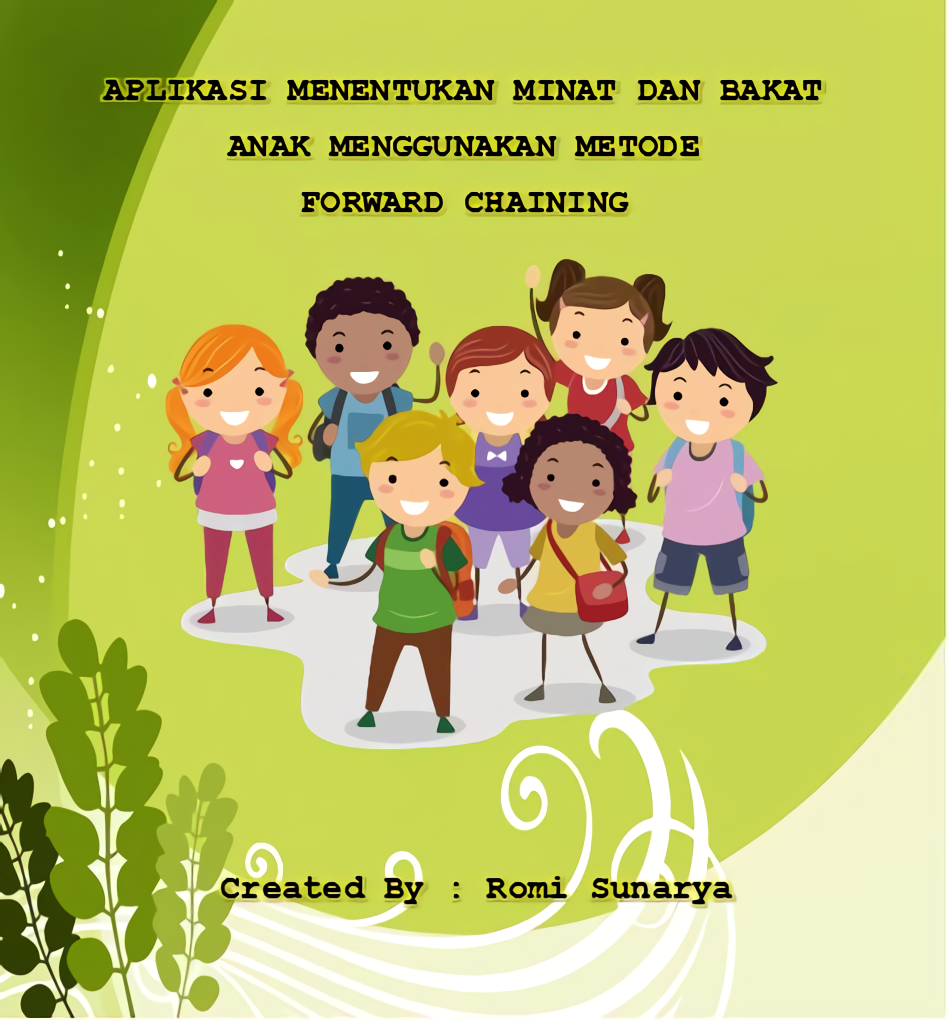 APLIKASI MENENTUKAN MINAT DAN BAKAT
ANAK MENGGUNAKAN METODE
FORWARD CHAINING
Created By : Romi Sunarya